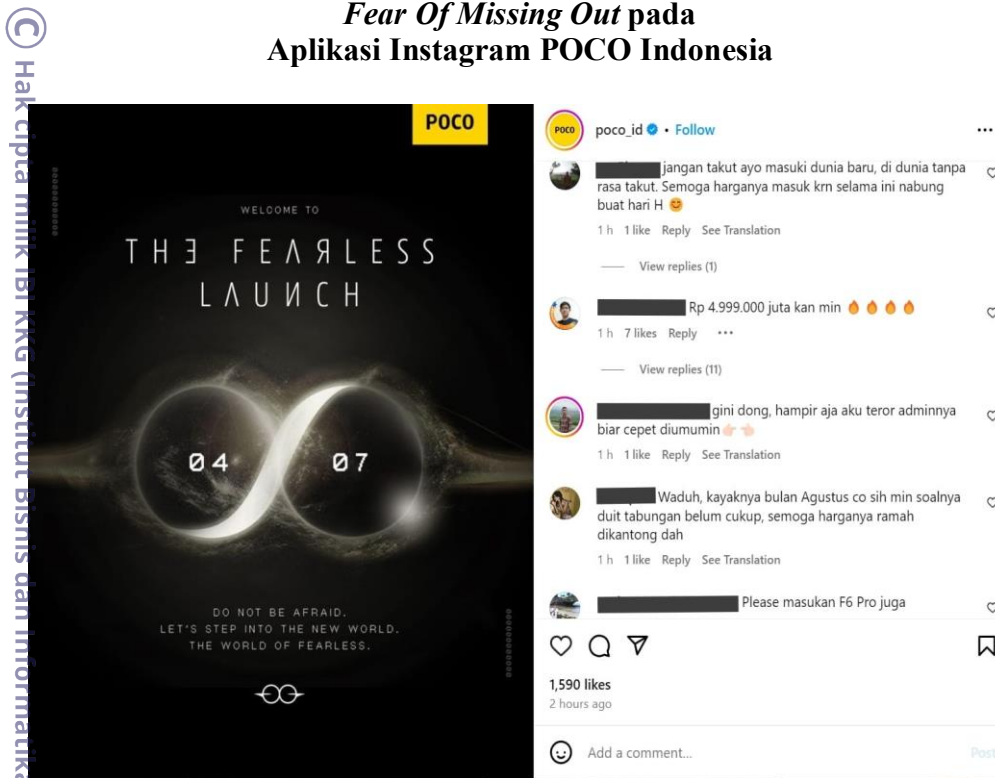 Fear Of Missing Out pada
Aplikasi Instagram POCO Indonesia
© Hak cipta milik IBI KKG (Institut Bisnis dan Informatika
POCO
WELCOME TO
THE FEARLESS
LAUNCH
04 07
DO NOT BE AFRAID.
LET'S STEP INTO THE NEW WORLD.
THE WORLD OF FEARLESS.
POCO
poco_id • Follow
jangan takut ayo masuki dunia baru, di dunia tanpa
rasa takut. Semoga harganya masuk krn selama ini nabung
buat hari H 😊
1 h 1 like Reply See Translation
View replies (1)
Rp 4.999.000 juta kan min 🔥🔥🔥🔥
1 h 7 likes Reply •••
View replies (11)
gini dong, hampir aja aku teror adminnya
biar cepet diumumin👉🏻👈🏻
1 h 1 like Reply See Translation
Waduh, kayaknya bulan Agustus co sih min soalnya
duit tabungan belum cukup, semoga harganya ramah
dikantong dah
1 h 1 like Reply See Translation
Please masukan F6 Pro juga
1,590 likes
2 hours ago
Add a comment...
Post